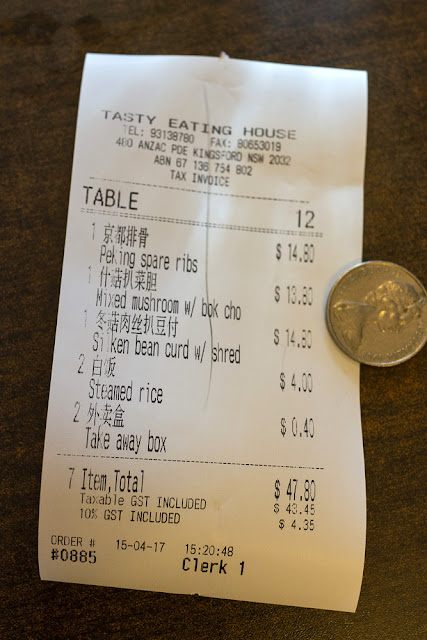 TASTY EATING HOUSE
TEL: 93138780 FAX: 80653019
480 ANZAC PDE KINGSFORD NSW 2032
ABN 67 136 754 802
TAX INVOICE
TABLE 12
1 京都排骨 $ 14.80
Peking spare ribs
1 什菇扒菜胆 $ 13.80
Mixed mushroom w/ bok cho
1 冬菇肉丝扒豆付 $ 14.80
Silken bean curd w/ shred
2 白饭 $ 4.00
Steamed rice
2 外卖盒 $ 0.40
Take away box
7 Item,Total $ 47.80
Taxable GST INCLUDED $ 43.45
10% GST INCLUDED $ 4.35
ORDER # 15-04-17 15:20:48
#0885 Clerk 1